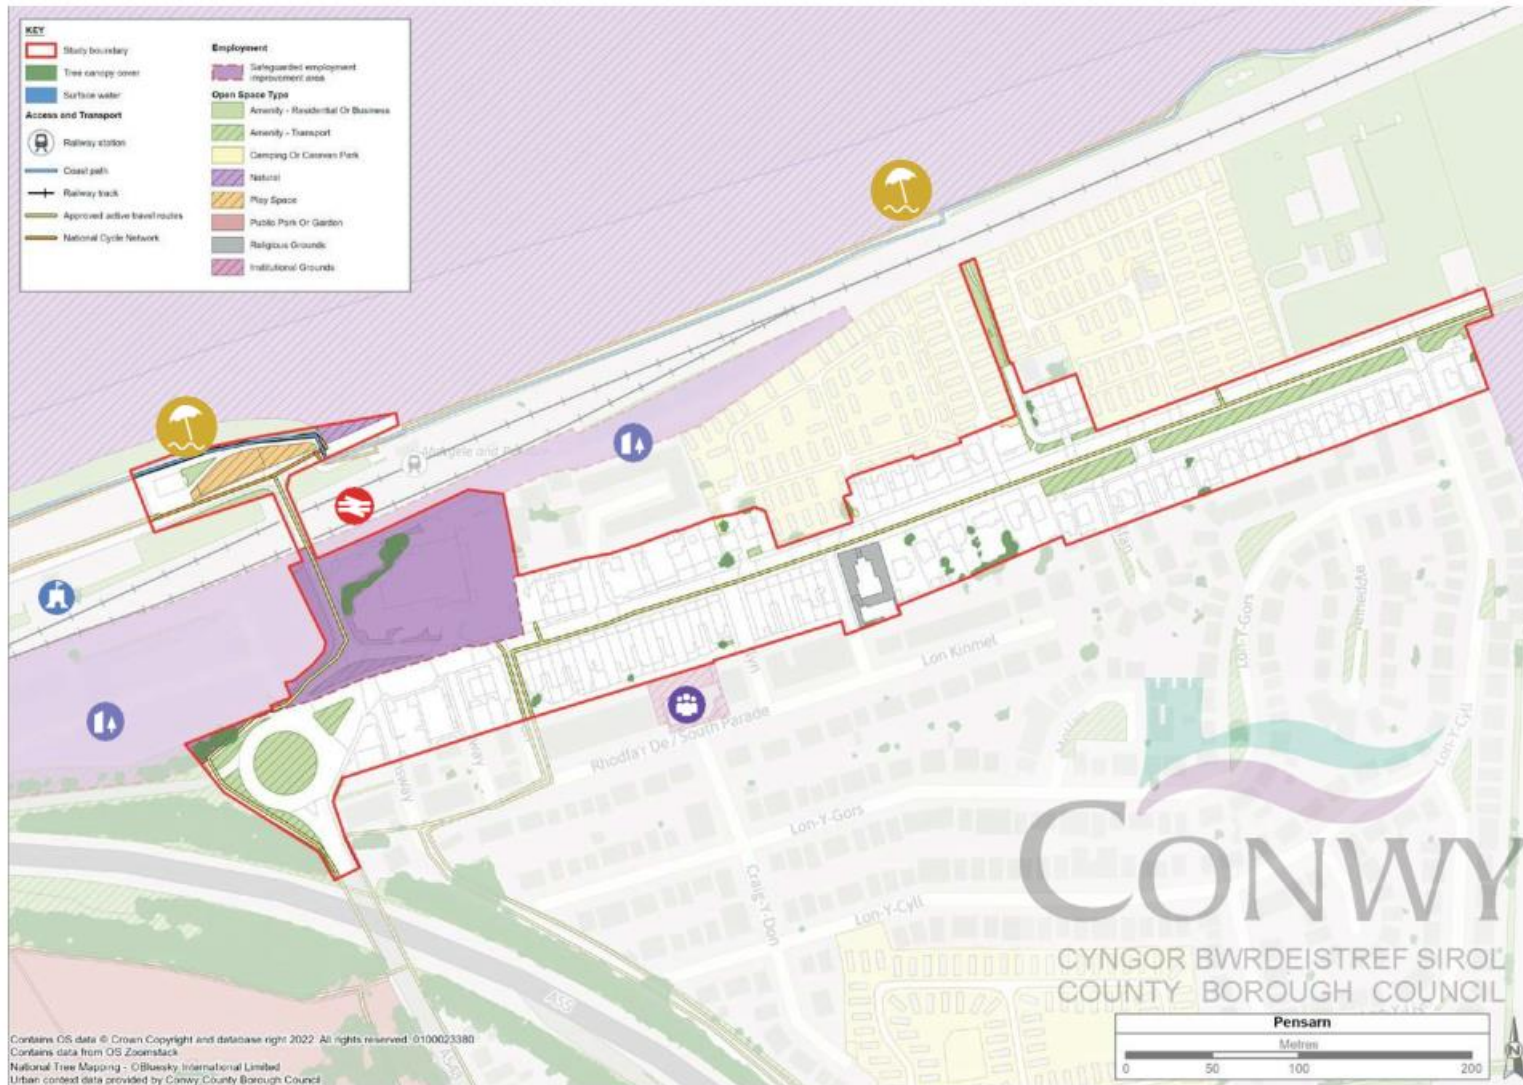 KEY
Study boundary
Tree canopy cover
Surface water
Access and Transport
Railway station
Coast path
Railway track
Approved active travel routes
National Cycle Network
Employment
Safeguarded employment
improvement area
Open Space Type
Amenity - Residential Or Business
Amenity - Transport
Camping Or Caravan Park
Natural
Play Space
Public Park Or Garden
Religious Grounds
Institutional Grounds
Lon Kinmel
Rhodfa'r De / South Parade
Lon-Y-Gors
Lon-Y-Gors
Lon-Y-Cyll
Lon-Y-Cyll
Craig-Y-Don
A55
CONWY
CYNGOR BWRDEISTREF SIROL
COUNTY BOROUGH COUNCIL
Pensarn
Metres
0 50 100 200
N
Contains OS data © Crown Copyright and database right 2022. All rights reserved. 0100023380
Contains data from OS Zoomstack
National Tree Mapping - ©Bluesky International Limited
Urban context data provided by Conwy County Borough Council